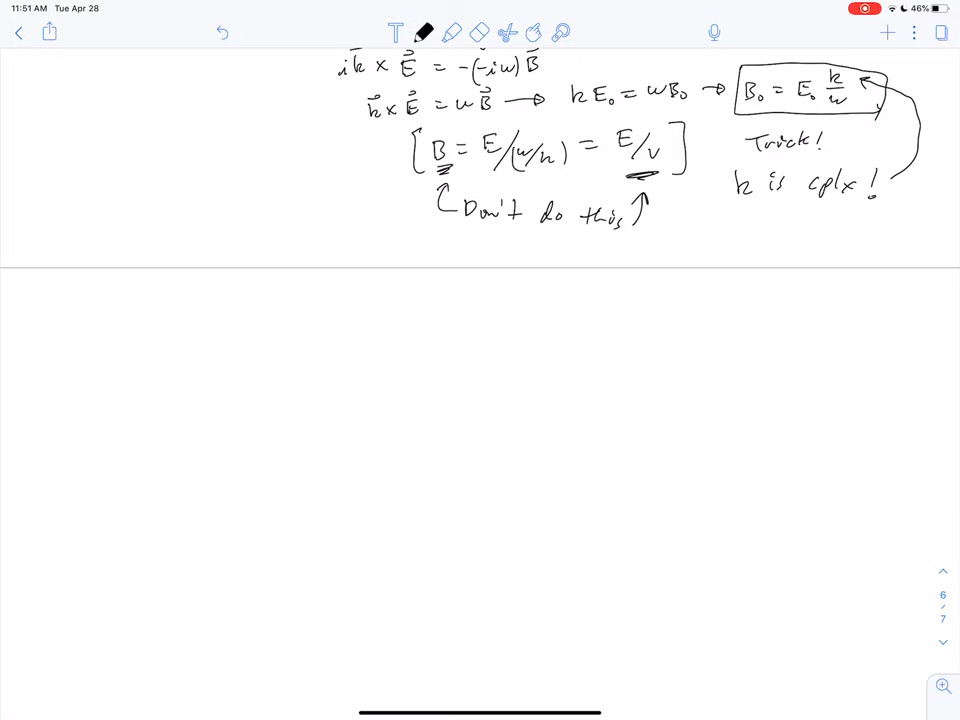 11:51 AM Tue Apr 28
46%
i k⃗ × E⃗ = -(-iω) B⃗
k⃗ × E⃗ = ω B⃗ → k E₀ = ω B₀ → B₀ = E₀ k/ω
[ B = E/(ω/k) = E/v ]
Trick!
k is cplx!
Don't do this
6
/
7